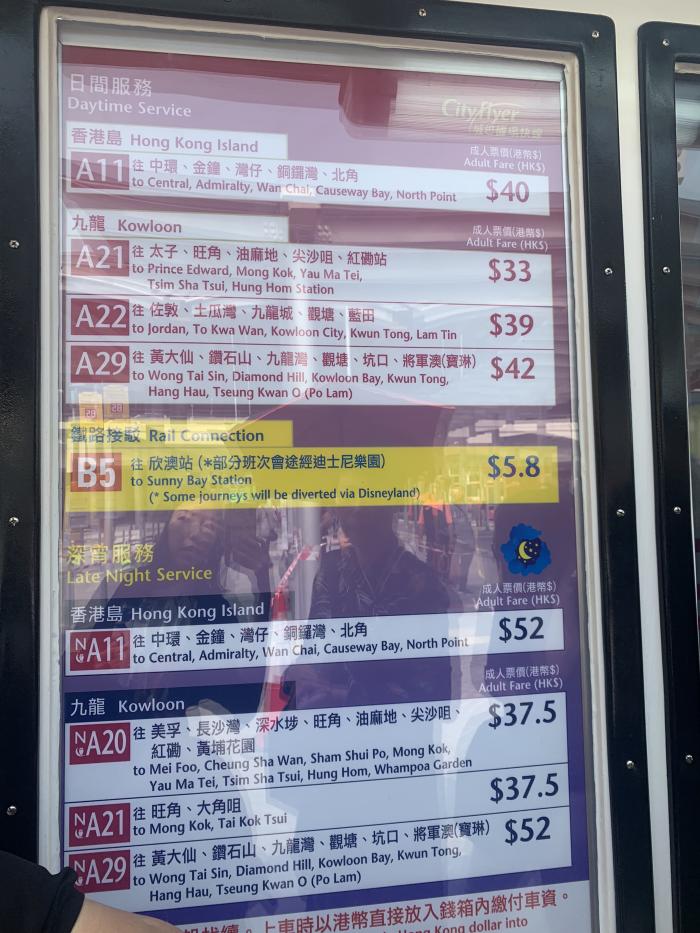 日間服務
Daytime Service
Cityflyer
香港島 Hong Kong Island
成人票價(港幣$)
Adult Fare (HK$)
A11 往 中環、金鐘、灣仔、銅鑼灣、北角 $40
to Central, Admiralty, Wan Chai, Causeway Bay, North Point
九龍 Kowloon
成人票價(港幣$)
Adult Fare (HK$)
A21 往 太子、旺角、油麻地、尖沙咀、紅磡站 $33
to Prince Edward, Mong Kok, Yau Ma Tei,
Tsim Sha Tsui, Hung Hom Station
A22 往 佐敦、土瓜灣、九龍城、觀塘、藍田 $39
to Jordan, To Kwa Wan, Kowloon City, Kwun Tong, Lam Tin
A29 往 黃大仙、鑽石山、九龍灣、觀塘、坑口、將軍澳(寶琳) $42
to Wong Tai Sin, Diamond Hill, Kowloon Bay, Kwun Tong,
Hang Hau, Tseung Kwan O (Po Lam)
鐵路接駁 Rail Connection
B5 往 欣澳站 (*部分班次會途經迪士尼樂園) $5.8
to Sunny Bay Station
(* Some journeys will be diverted via Disneyland)
深宵服務
Late Night Service
成人票價(港幣$)
Adult Fare (HK$)
香港島 Hong Kong Island
NA11 往 中環、金鐘、灣仔、銅鑼灣、北角 $52
to Central, Admiralty, Wan Chai, Causeway Bay, North Point
成人票價(港幣$)
Adult Fare (HK$)
九龍 Kowloon
NA20 往 美孚、長沙灣、深水埗、旺角、油麻地、尖沙咀、 $37.5
紅磡、黃埔花園
to Mei Foo, Cheung Sha Wan, Sham Shui Po, Mong Kok,
Yau Ma Tei, Tsim Sha Tsui, Hung Hom, Whampoa Garden
NA21 往 旺角、大角咀 $37.5
to Mong Kok, Tai Kok Tsui
NA29 往 黃大仙、鑽石山、九龍灣、觀塘、坑口、將軍澳(寶琳) $52
to Wong Tai Sin, Diamond Hill, Kowloon Bay, Kwun Tong,
Hang Hau, Tseung Kwan O (Po Lam)
上車時以港幣直接放入錢箱內繳付車資。
Hong Kong dollar into